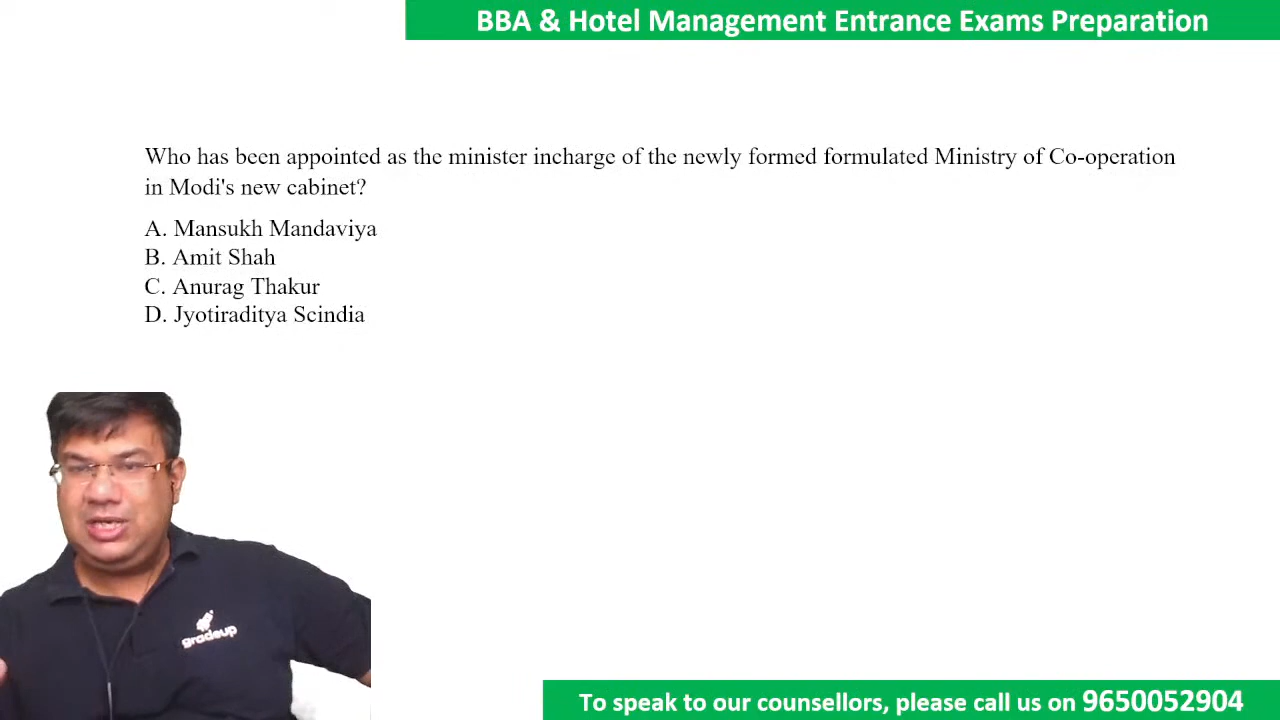 BBA & Hotel Management Entrance Exams Preparation
Who has been appointed as the minister incharge of the newly formed formulated Ministry of Co-operation
in Modi's new cabinet?
A. Mansukh Mandaviya
B. Amit Shah
C. Anurag Thakur
D. Jyotiraditya Scindia
gradeup
To speak to our counsellors, please call us on 9650052904